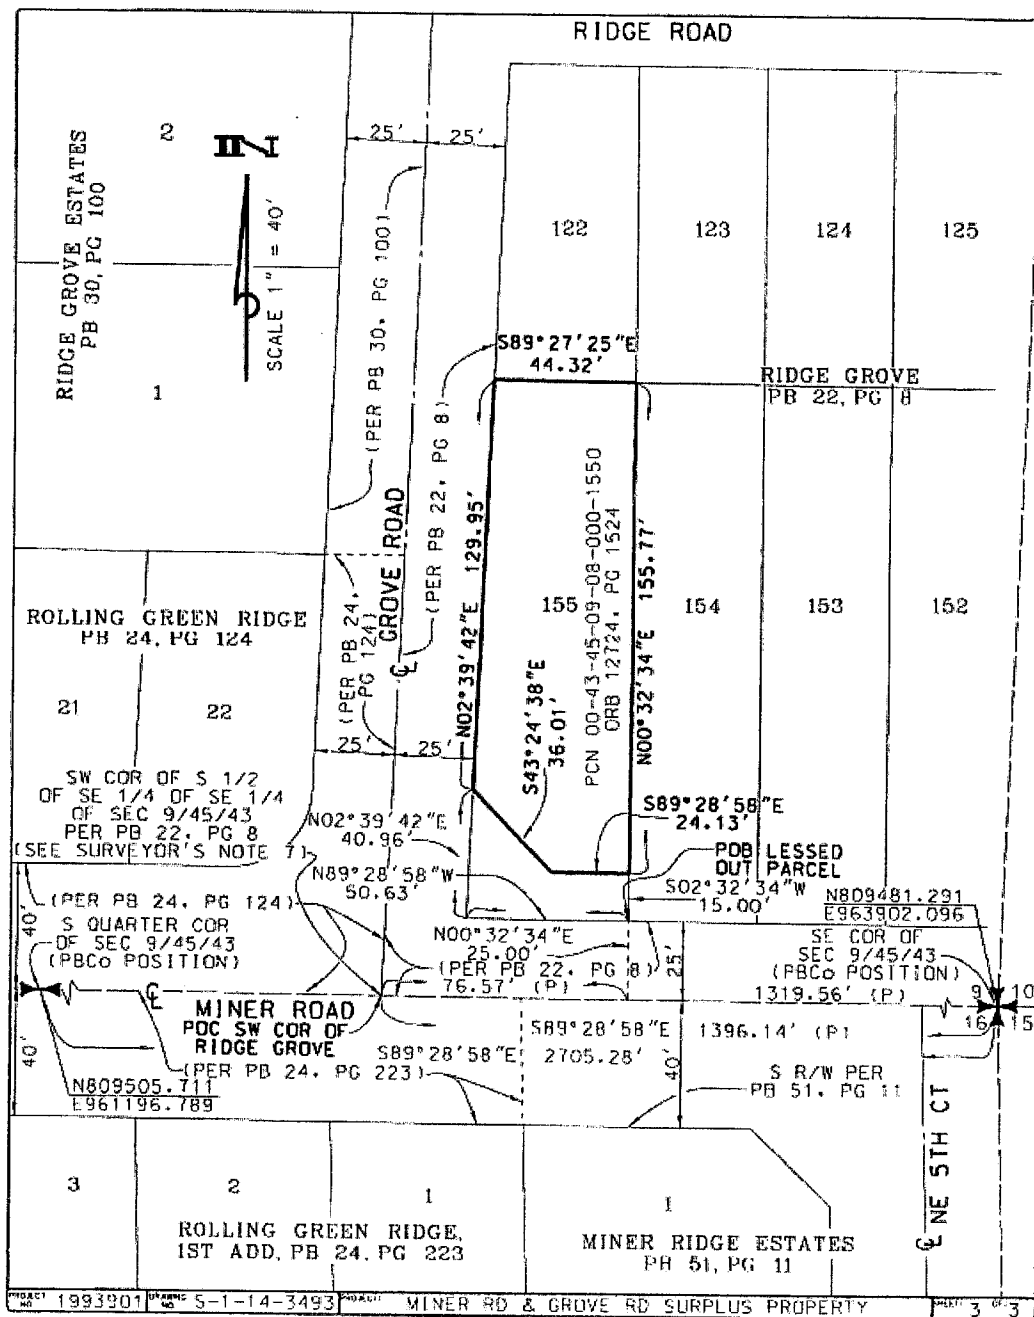 RIDGE ROAD
2
RIDGE GROVE ESTATES
PB 30, PG 100
SCALE 1" = 40'
25'
25'
122
123
124
125
1
(PER PB 30, PG 100)
(PER PB 22, PG 8)
S89°27'25"E
44.32'
RIDGE GROVE
PB 22, PG 8
GROVE ROAD
N02°39'42"E 129.95'
155
PCN 00-43-45-09-08-000-1550
ORB 12724, PG 1524
N00°32'34"E 155.77'
154
153
152
ROLLING GREEN RIDGE
PB 24, PG 124
(PER PB 24,
PG 124)
21
22
25'
25'
S43°24'38"E
36.01'
SW COR OF S 1/2
OF SE 1/4 OF SE 1/4
OF SEC 9/45/43
PER PB 22, PG 8
(SEE SURVEYOR'S NOTE 7)
N02°39'42"E
40.96'
S89°28'58"E
24.13'
POB LESSED
OUT PARCEL
N89°28'58"W
50.63'
S02°32'34"W
15.00'
N809481.291
E963902.096
(PER PB 24, PG 124)
40'
S QUARTER COR
OF SEC 9/45/43
(PBCo POSITION)
N00°32'34"E
25.00'
(PER PB 22, PG 8)
76.57' (P)
25'
SE COR OF
SEC 9/45/43
(PBCo POSITION)
1319.56' (P)
9
10
16
15
MINER ROAD
POC SW COR OF
RIDGE GROVE
S89°28'58"E
2705.28'
S89°28'58"E
1396.14' (P)
40'
(PER PB 24, PG 223)
40'
S R/W PER
PB 51, PG 11
N809505.711
E961196.789
NE 5TH CT
3
2
1
1
ROLLING GREEN RIDGE,
1ST ADD, PB 24, PG 223
MINER RIDGE ESTATES
PB 51, PG 11
PROJECT NO 1993901 DRAWING NO S-1-14-3493 PROJECT: MINER RD & GROVE RD SURPLUS PROPERTY SHEET: 3 OF: 3